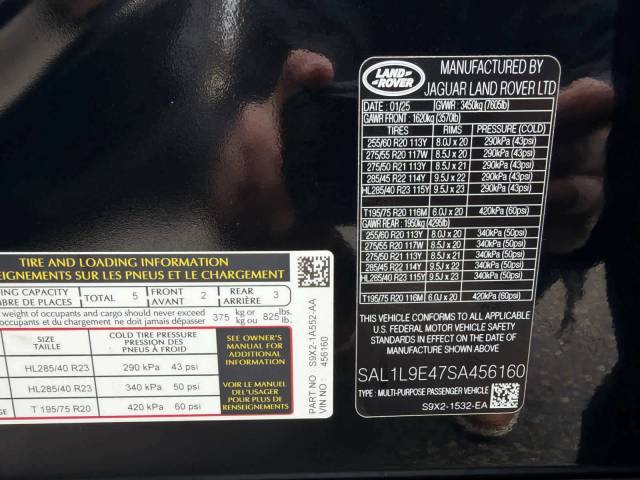 LAND ROVER
MANUFACTURED BY
JAGUAR LAND ROVER LTD
DATE : 01/25 GVWR : 3450kg (7605lb)
GAWR FRONT : 1620kg (3570lb)
TIRES RIMS PRESSURE (COLD)
255/60 R20 113Y 8.0J x 20 290kPa (43psi)
275/55 R20 117W 8.5J x 20 290kPa (43psi)
275/50 R21 113Y 8.5J x 21 290kPa (43psi)
285/45 R22 114Y 9.5J x 22 290kPa (43psi)
HL285/40 R23 115Y 9.5J x 23 290kPa (43psi)
T195/75 R20 116M 6.0J x 20 420kPa (60psi)
GAWR REAR : 1950kg (4295lb)
255/60 R20 113Y 8.0J x 20 340kPa (50psi)
275/55 R20 117W 8.5J x 20 340kPa (50psi)
275/50 R21 113Y 8.5J x 21 340kPa (50psi)
285/45 R22 114Y 9.5J x 22 340kPa (50psi)
HL285/40 R23 115Y 9.5J x 23 340kPa (50psi)
T195/75 R20 116M 6.0J x 20 420kPa (60psi)
THIS VEHICLE CONFORMS TO ALL APPLICABLE
U.S. FEDERAL MOTOR VEHICLE SAFETY
STANDARDS IN EFFECT ON THE DATE OF
MANUFACTURE SHOWN ABOVE.
SAL1L9E47SA456160
TYPE : MULTI-PURPOSE PASSENGER VEHICLE
S9X2-1532-EA
TIRE AND LOADING INFORMATION
EIGNEMENTS SUR LES PNEUS ET LE CHARGEMENT
ING CAPACITY TOTAL 5 FRONT 2 REAR 3
BRE DE PLACES AVANT ARRIÈRE
weight of occupants and cargo should never exceed 375 kg or 825 lbs.
occupants et du chargement ne doit jamais dépasser kg ou lb.
SIZE COLD TIRE PRESSURE
TAILLE PRESSION DES PNEUS À FROID
HL285/40 R23 290 kPa 43 psi
HL285/40 R23 340 kPa 50 psi
T 195/75 R20 420 kPa 60 psi
SEE OWNER'S
MANUAL FOR
ADDITIONAL
INFORMATION
VOIR LE MANUEL
DE L'USAGER
POUR PLUS DE
RENSEIGNEMENTS
PART NO S9X2-1A552-AA
VIN NO 456160